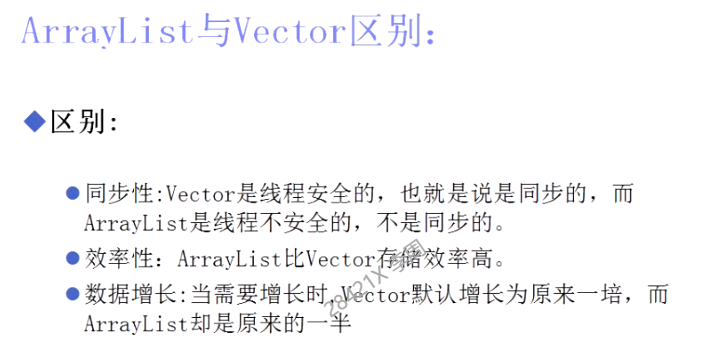 ArrayList与Vector区别:
区别:
同步性:Vector是线程安全的，也就是说是同步的，而
ArrayList是线程不安全的，不是同步的。
效率性：ArrayList比Vector存储效率高。
数据增长:当需要增长时,Vector默认增长为原来一培，而
ArrayList却是原来的一半